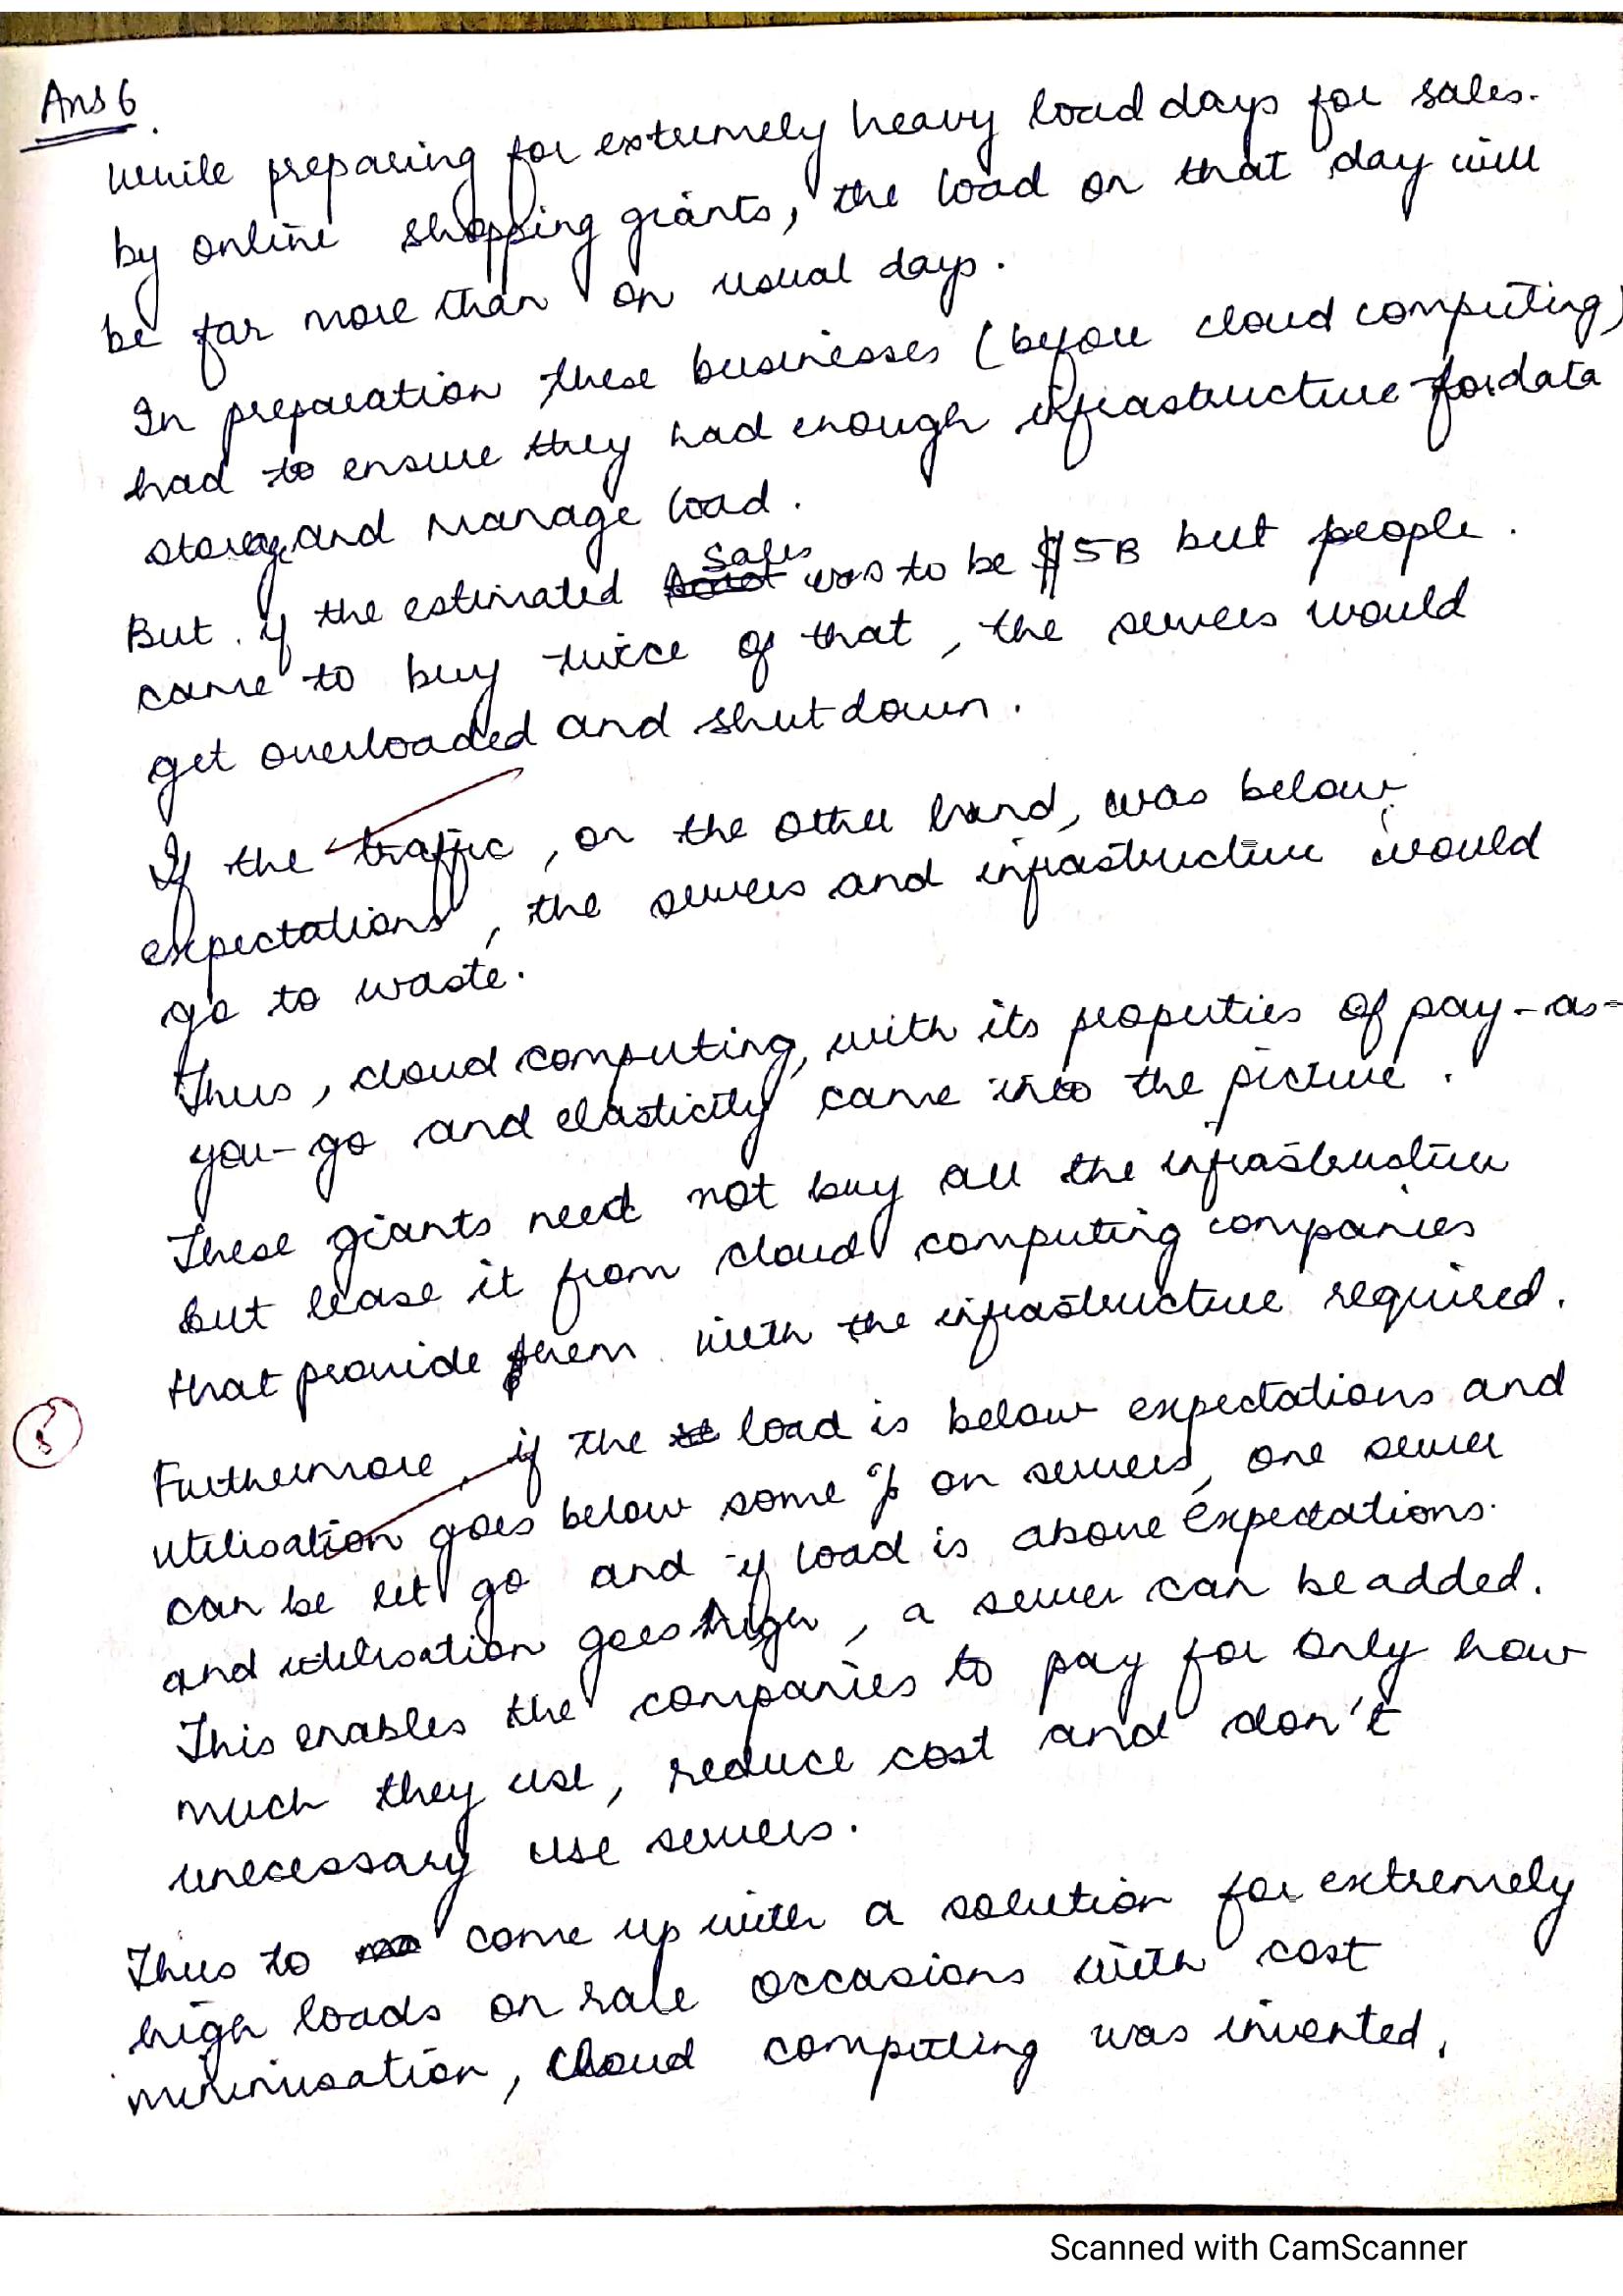 Ans 6.
While preparing for extremely heavy load days for sales.
by online shopping giants, the load on that day will
be far more than on usual days.
In preparation these businesses (before cloud computing)
had to ensure they had enough infrastructure for data
storage and manage load.
But if the estimated sales was to be $5B but people.
came to buy twice of that, the servers would
get overloaded and shut down.
If the traffic, on the other hand, was below
expectations, the servers and infrastructure would
go to waste.
Thus, cloud computing, with its properties of pay-as-
you-go and elasticity came into the picture.
These giants need not buy all the infrastructure
but lease it from cloud computing companies
that provide them with the infrastructure required.
Furthermore, if the load is below expectations and
utilisation goes below some % on servers, one server
can be let go and if load is above expectations.
and utilisation goes high, a server can be added.
This enables the companies to pay for only how
much they use, reduce cost and don't
unecessary use servers.
Thus to come up with a solution for extremely
high loads on sale occasions with cost
minimisation, cloud computing was invented.
Scanned with CamScanner